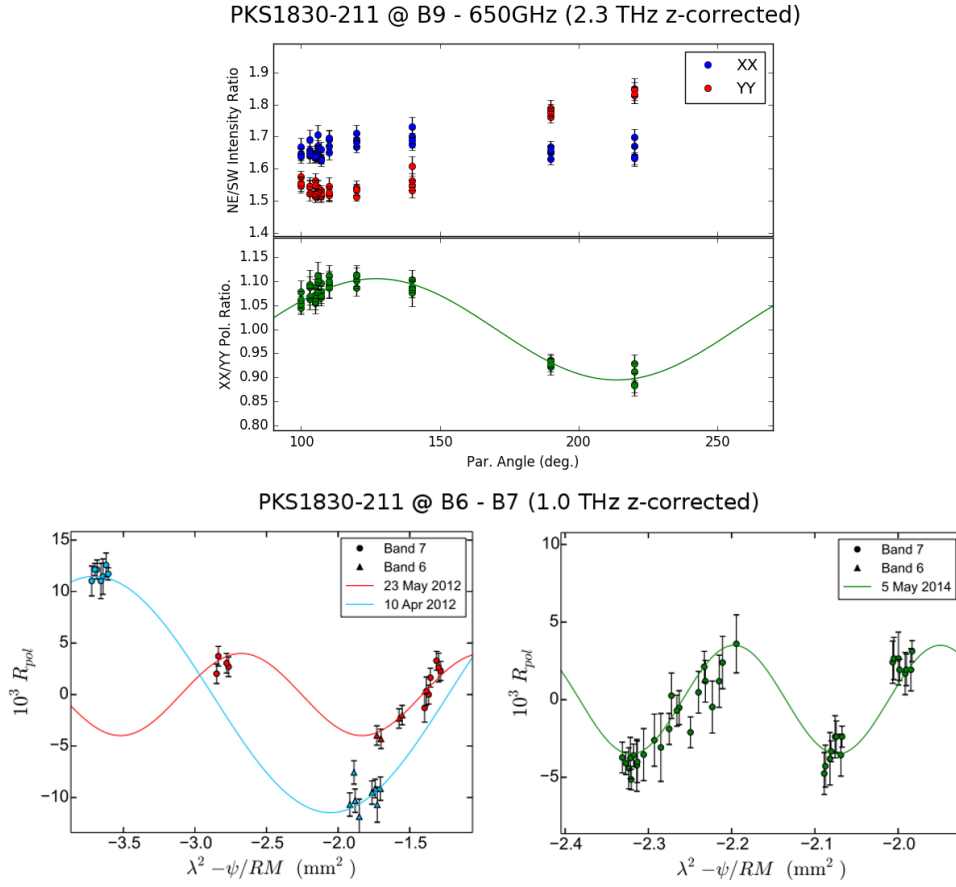 PKS1830-211 @ B9 - 650GHz (2.3 THz z-corrected)
NE/SW Intensity Ratio
1.9
1.8
1.7
1.6
1.5
1.4
XX
YY
XX/YY Pol. Ratio.
1.15
1.10
1.05
1.00
0.95
0.90
0.85
0.80
100
150
200
250
Par. Angle (deg.)
PKS1830-211 @ B6 - B7 (1.0 THz z-corrected)
10³ R_pol
15
10
5
0
−5
−10
Band 7
Band 6
23 May 2012
10 Apr 2012
−3.5
−3.0
−2.5
−2.0
−1.5
λ² −ψ/RM (mm²)
10³ R_pol
10
5
0
−5
Band 7
Band 6
5 May 2014
−2.4
−2.3
−2.2
−2.1
−2.0
λ² −ψ/RM (mm²)